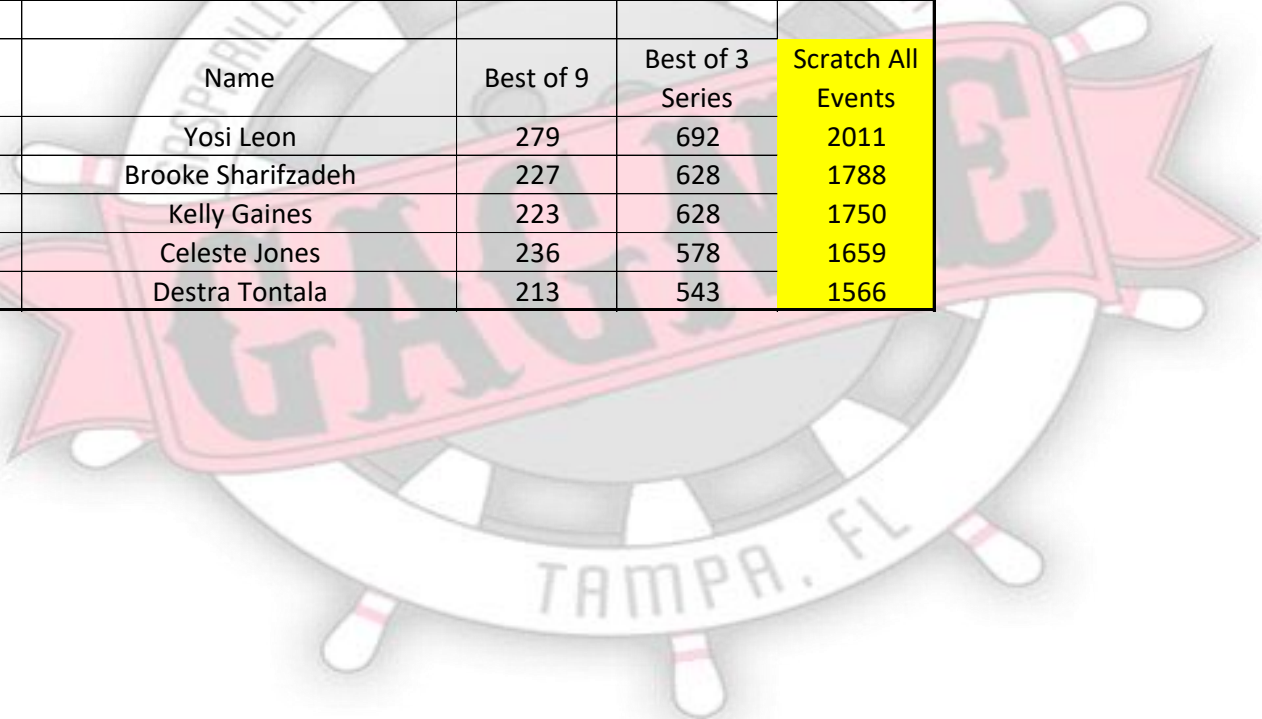 Name Best of 9 Best of 3 Series Scratch All Events
Yosi Leon 279 692 2011
Brooke Sharifzadeh 227 628 1788
Kelly Gaines 223 628 1750
Celeste Jones 236 578 1659
Destra Tontala 213 543 1566
TAMPA, FL